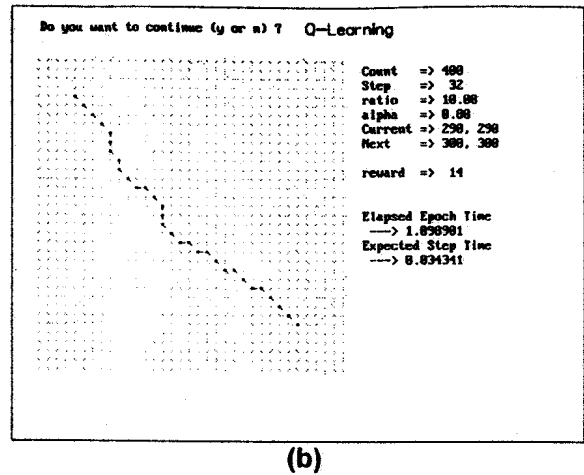 Do you want to continue (y or n) ? Q-Learning
Count => 400
Step => 32
ratio => 10.00
alpha => 0.00
Current => 290, 290
Next => 300, 300
reward => 14
Elapsed Epoch Time
---> 1.098901
Expected Step Time
---> 0.034341
(b)